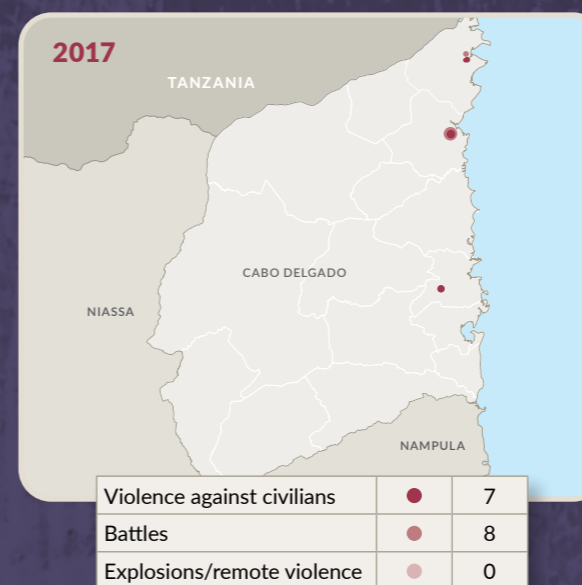 2017
TANZANIA
CABO DELGADO
NIASSA
NAMPULA
Violence against civilians 7
Battles 8
Explosions/remote violence 0